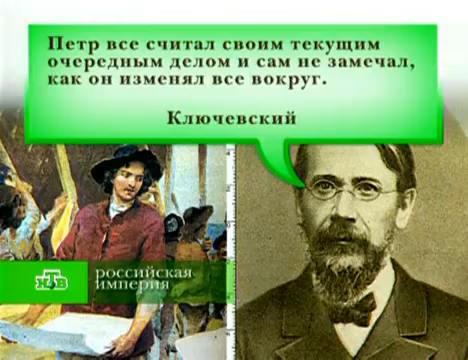 Петр все считал своим текущим
очередным делом и сам не замечал,
как он изменял все вокруг.
Ключевский
НТВ
российская
империя